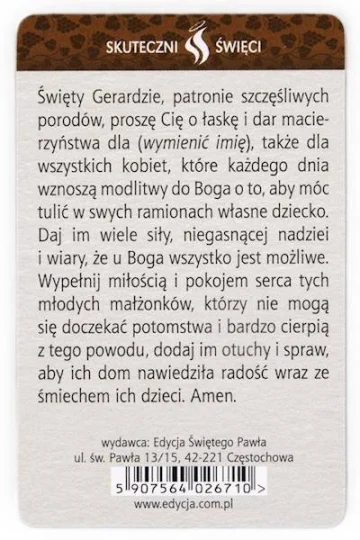 SKUTECZNI ŚWIĘCI
Święty Gerardzie, patronie szczęśliwych
porodów, proszę Cię o łaskę i dar macie-
rzyństwa dla (wymienić imię), także dla
wszystkich kobiet, które każdego dnia
wznoszą modlitwy do Boga o to, aby móc
tulić w swych ramionach własne dziecko.
Daj im wiele siły, niegasnącej nadziei
i wiary, że u Boga wszystko jest możliwe.
Wypełnij miłością i pokojem serca tych
młodych małżonków, którzy nie mogą
się doczekać potomstwa i bardzo cierpią
z tego powodu, dodaj im otuchy i spraw,
aby ich dom nawiedziła radość wraz ze
śmiechem ich dzieci. Amen.
wydawca: Edycja Świętego Pawła
ul. św. Pawła 13/15, 42-221 Częstochowa
5 907564 026710 >
www.edycja.com.pl